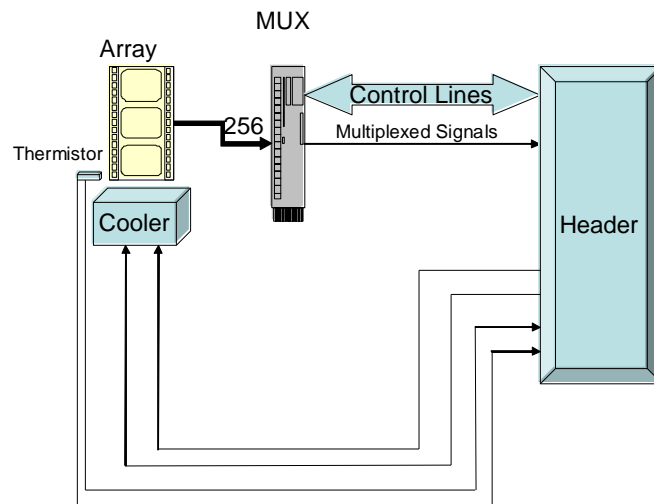 MUX
Array
256
Control Lines
Multiplexed Signals
Thermistor
Cooler
Header